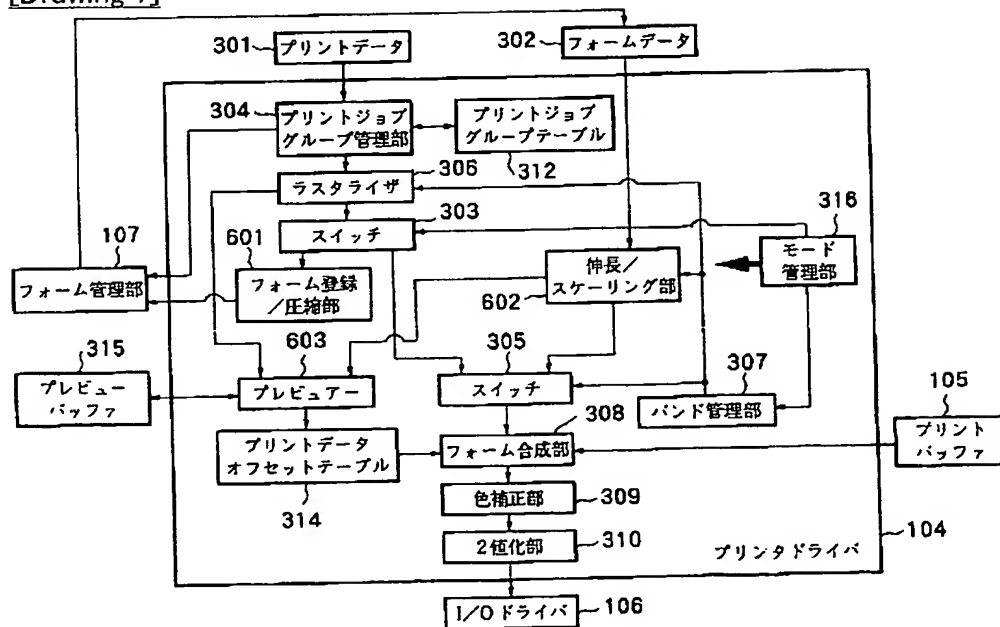 301
プリントデータ
302
フォームデータ
304
プリントジョブ
グループ管理部
プリントジョブ
グループテーブル
312
306
ラスタライザ
303
スイッチ
316
モード
管理部
107
フォーム管理部
601
フォーム登録
/圧縮部
伸長/
スケーリング部
602
603
プレビュアー
305
スイッチ
307
バンド管理部
315
プレビュー
バッファ
105
プリント
バッファ
プリントデータ
オフセットテーブル
314
308
フォーム合成部
色補正部
309
2値化部
310
プリンタドライバ
104
I/Oドライバ
106